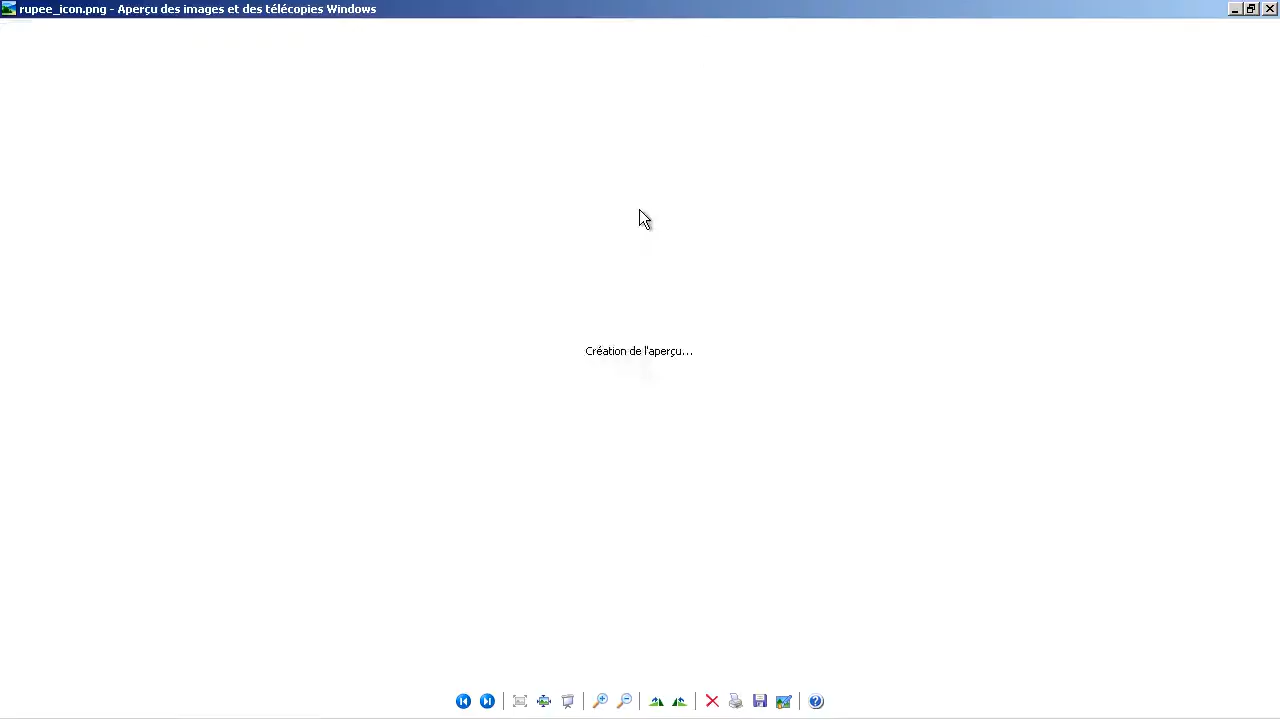 rupee_icon.png - Aperçu des images et des télécopies Windows
Création de l'aperçu...